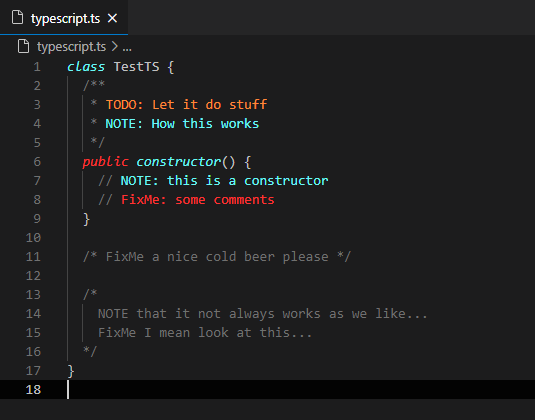 typescript.ts ×
typescript.ts > ...
1 class TestTS {
2 /**
3 * TODO: Let it do stuff
4 * NOTE: How this works
5 */
6 public constructor() {
7 // NOTE: this is a constructor
8 // FixMe: some comments
9 }
10
11 /* FixMe a nice cold beer please */
12
13 /*
14 NOTE that it not always works as we like...
15 FixMe I mean look at this...
16 */
17 }
18